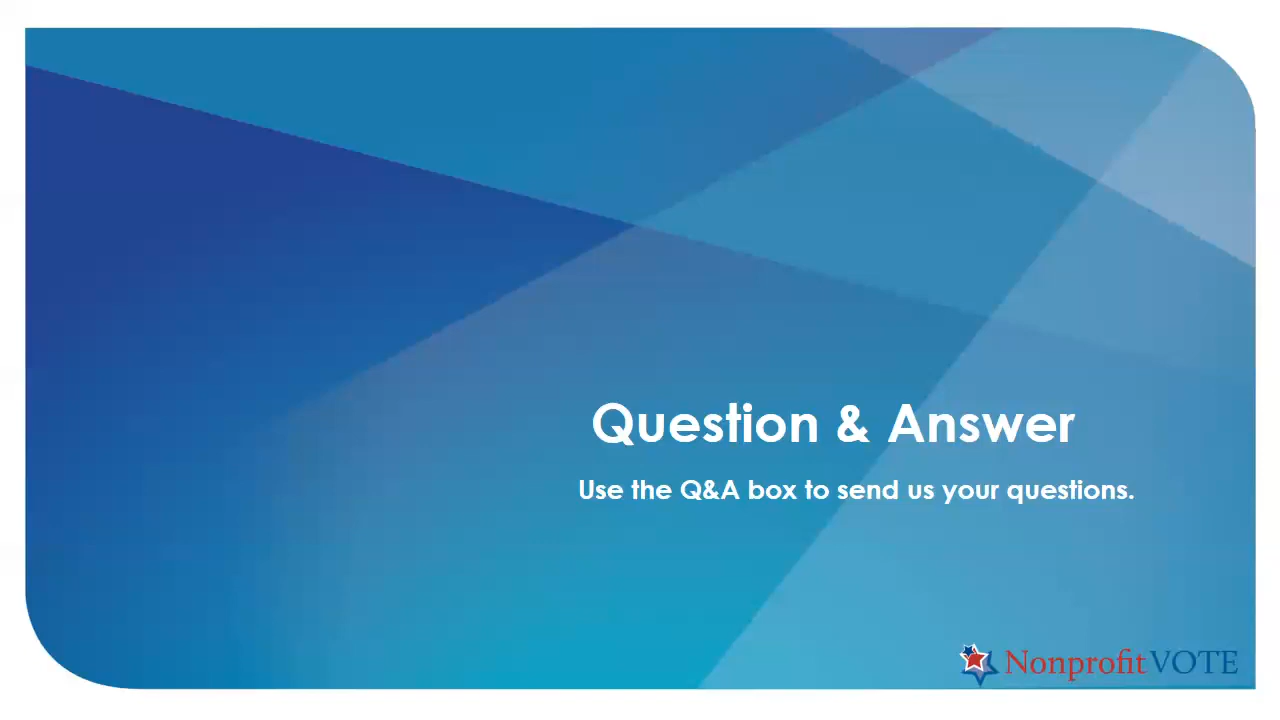 Question & Answer
Use the Q&A box to send us your questions.
Nonprofit VOTE